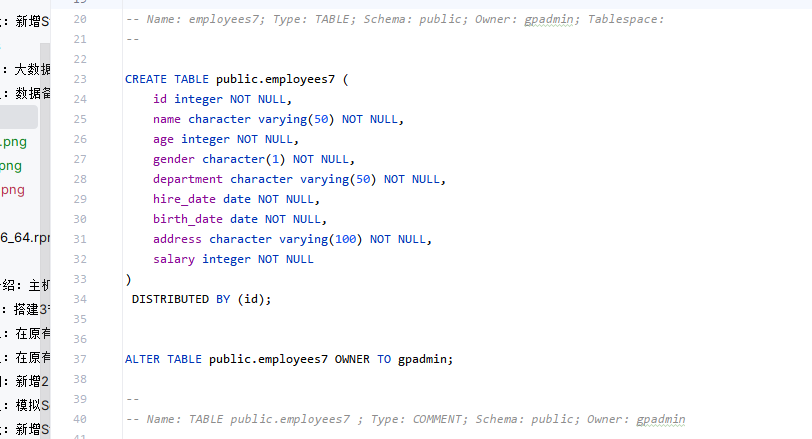 ：新增S
：大数据
：数据备
.png
png
png
6_64.rpr
绍：主机
：搭建3节
：在原有
：在原有
：新增2
：模拟S
：新增S
20 -- Name: employees7; Type: TABLE; Schema: public; Owner: gpadmin; Tablespace:
21 --
22
23 CREATE TABLE public.employees7 (
24 id integer NOT NULL,
25 name character varying(50) NOT NULL,
26 age integer NOT NULL,
27 gender character(1) NOT NULL,
28 department character varying(50) NOT NULL,
29 hire_date date NOT NULL,
30 birth_date date NOT NULL,
31 address character varying(100) NOT NULL,
32 salary integer NOT NULL
33 )
34 DISTRIBUTED BY (id);
35
36
37 ALTER TABLE public.employees7 OWNER TO gpadmin;
38
39 --
40 -- Name: TABLE public.employees7 ; Type: COMMENT; Schema: public; Owner: gpadmin